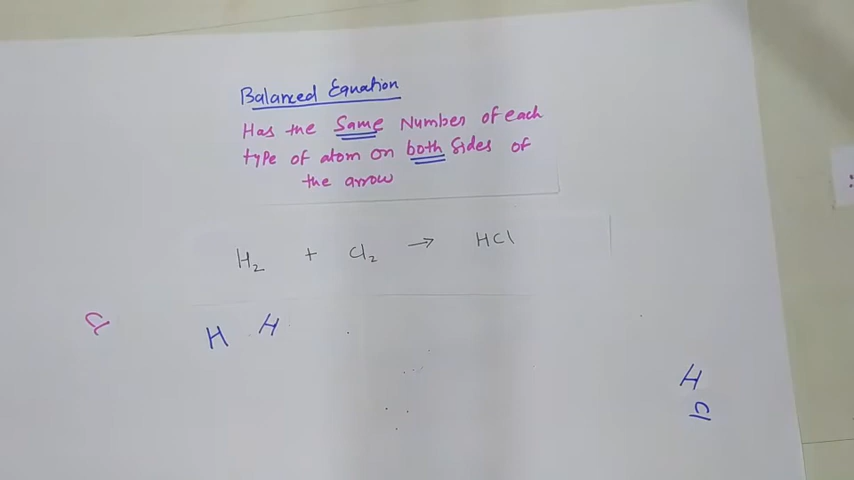 Balanced Equation
Has the Same Number of each
type of atom on both sides of
the arrow
H₂ + Cl₂ → HCl
Cl
H H
H
Cl